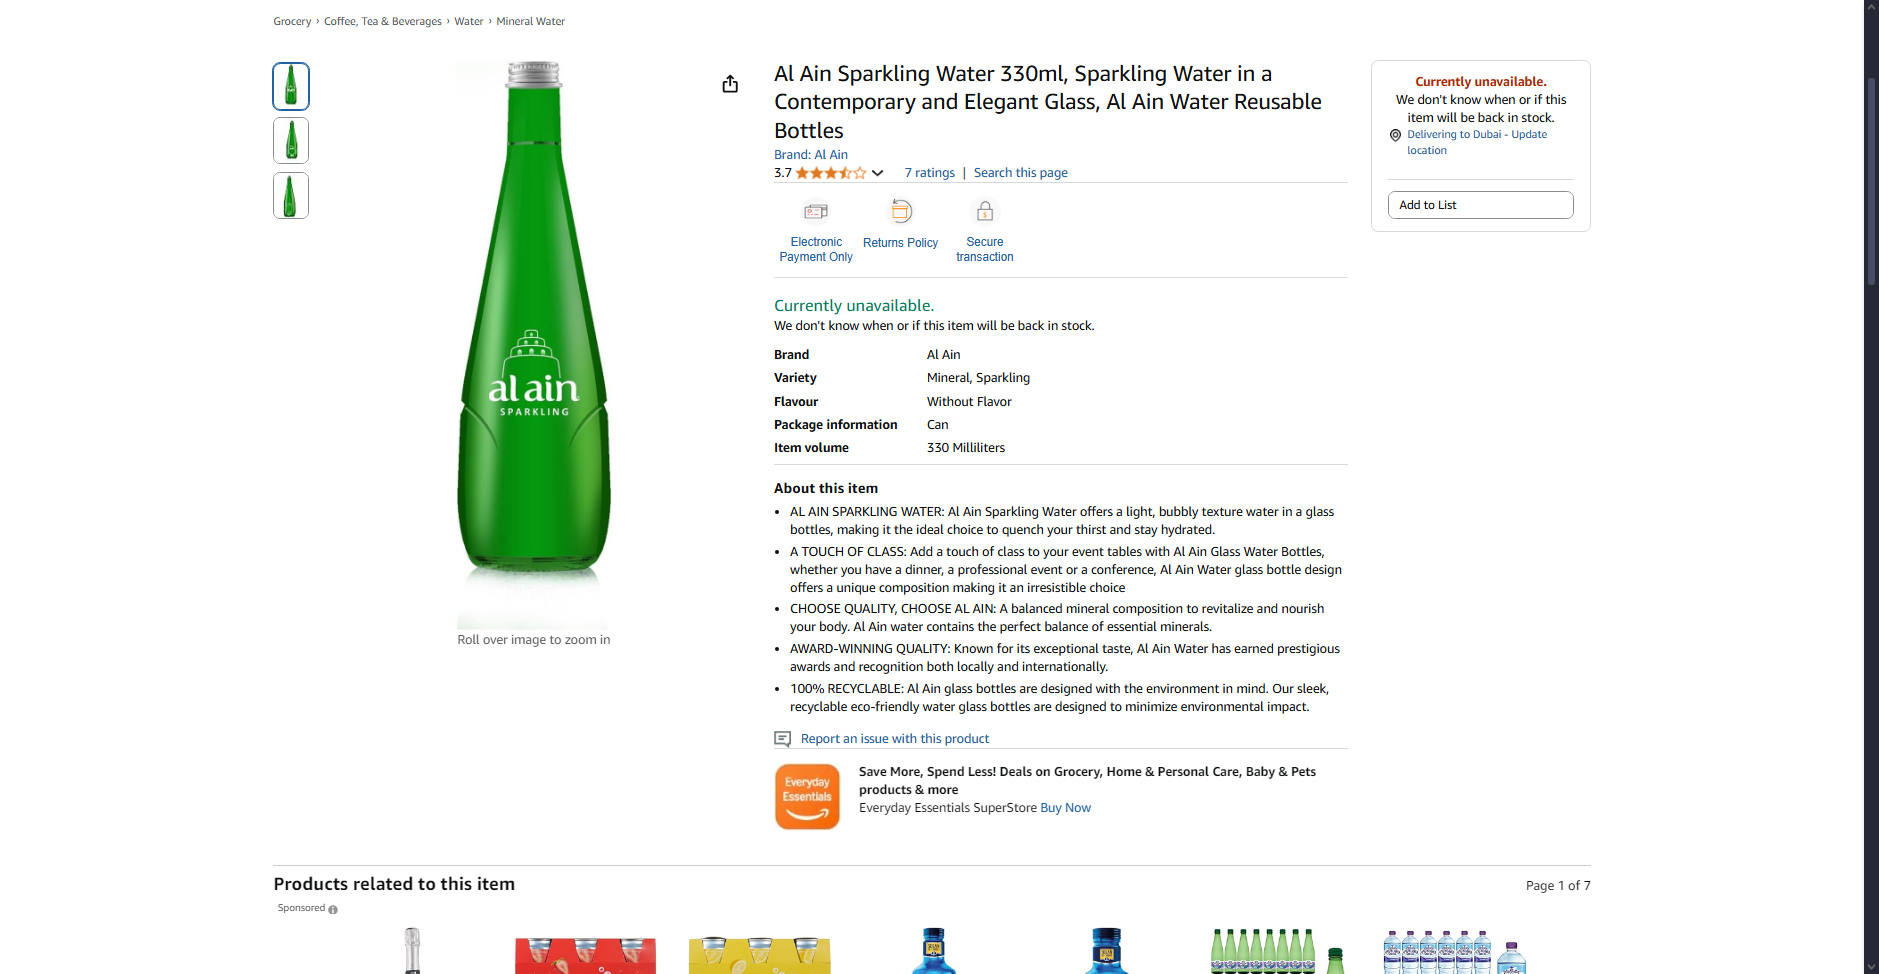 Grocery › Coffee, Tea & Beverages › Water › Mineral Water
al ain
SPARKLING
Roll over image to zoom in
Al Ain Sparkling Water 330ml, Sparkling Water in a
Contemporary and Elegant Glass, Al Ain Water Reusable
Bottles
Brand: Al Ain
3.7 7 ratings | Search this page
Electronic
Payment Only
Returns Policy
Secure
transaction
Currently unavailable.
We don't know when or if this item will be back in stock.
Brand Al Ain
Variety Mineral, Sparkling
Flavour Without Flavor
Package information Can
Item volume 330 Milliliters
About this item
• AL AIN SPARKLING WATER: Al Ain Sparkling Water offers a light, bubbly texture water in a glass
bottles, making it the ideal choice to quench your thirst and stay hydrated.
• A TOUCH OF CLASS: Add a touch of class to your event tables with Al Ain Glass Water Bottles,
whether you have a dinner, a professional event or a conference, Al Ain Water glass bottle design
offers a unique composition making it an irresistible choice
• CHOOSE QUALITY, CHOOSE AL AIN: A balanced mineral composition to revitalize and nourish
your body. Al Ain water contains the perfect balance of essential minerals.
• AWARD-WINNING QUALITY: Known for its exceptional taste, Al Ain Water has earned prestigious
awards and recognition both locally and internationally.
• 100% RECYCLABLE: Al Ain glass bottles are designed with the environment in mind. Our sleek,
recyclable eco-friendly water glass bottles are designed to minimize environmental impact.
Report an issue with this product
Everyday
Essentials
Save More, Spend Less! Deals on Grocery, Home & Personal Care, Baby & Pets
products & more
Everyday Essentials SuperStore Buy Now
Currently unavailable.
We don't know when or if this
item will be back in stock.
Delivering to Dubai - Update
location
Add to List
Products related to this item
Page 1 of 7
Sponsored